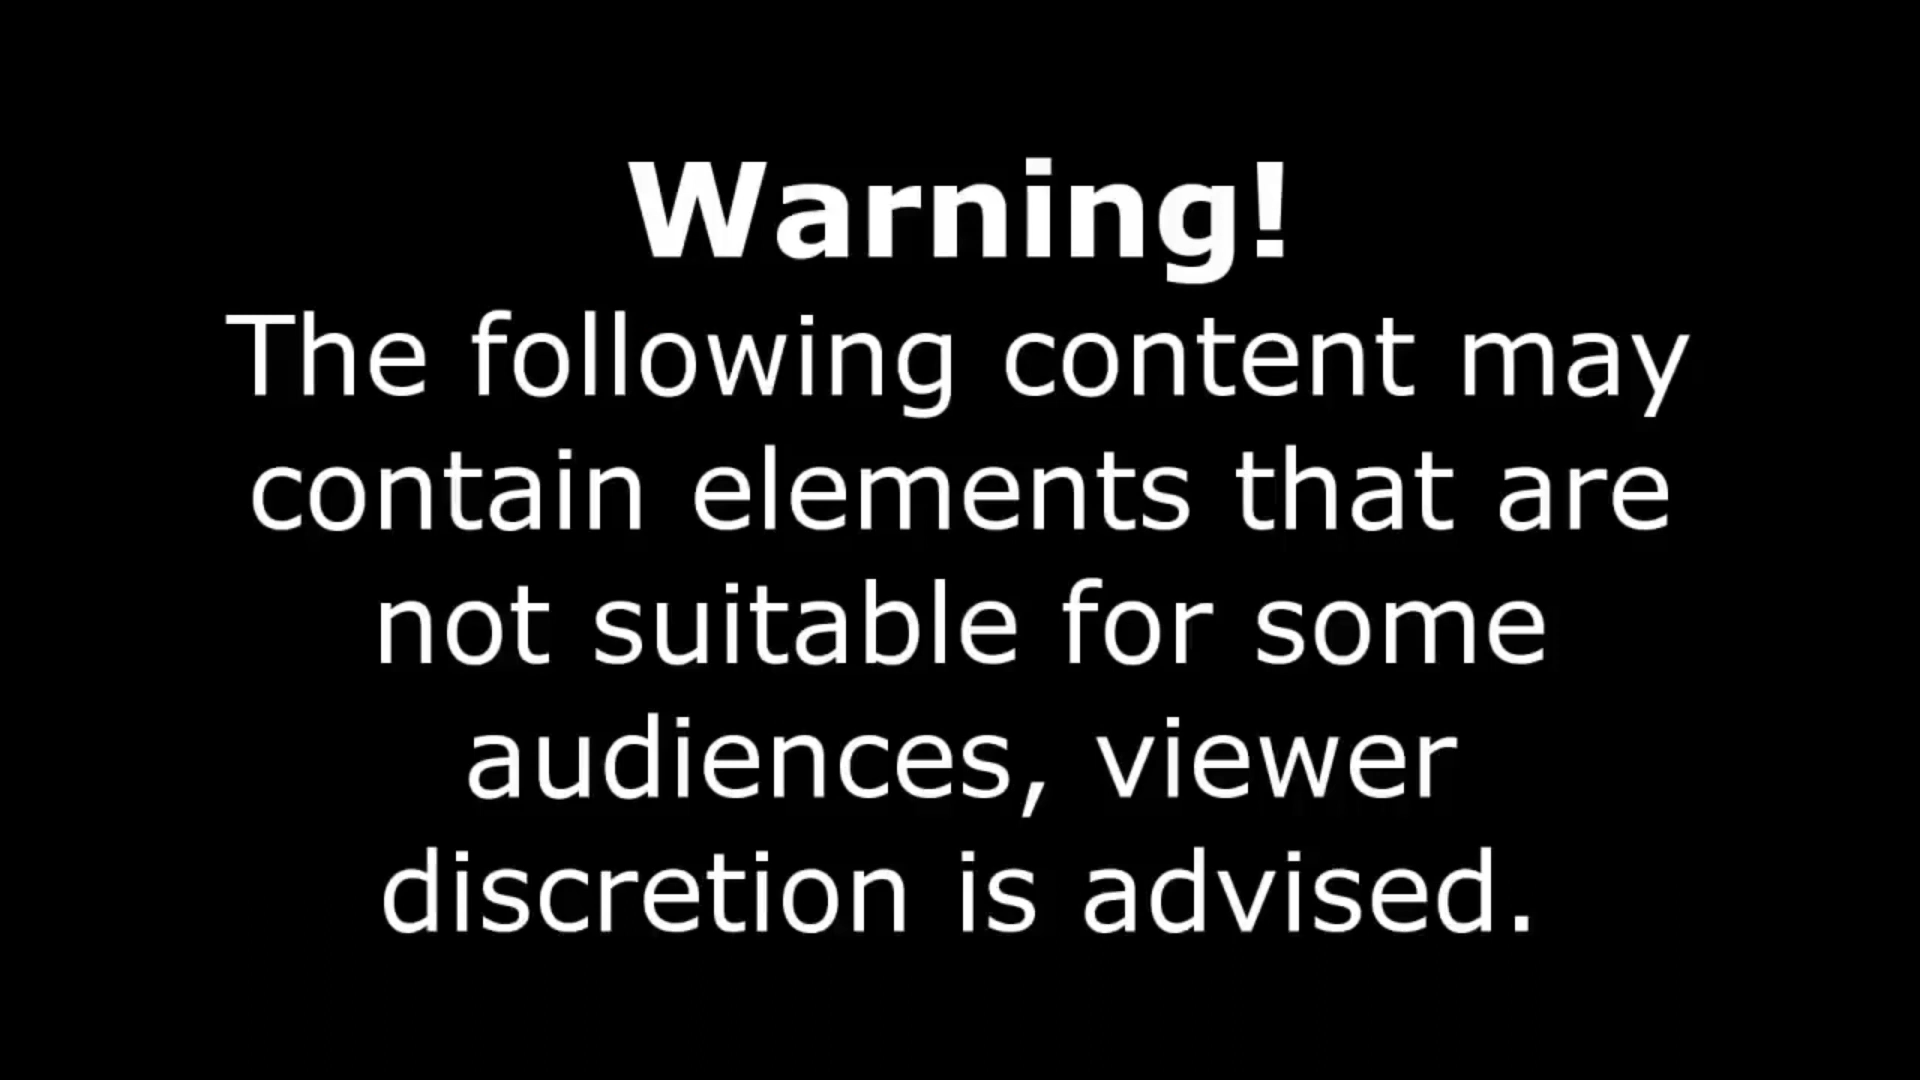 Warning!
The following content may
contain elements that are
not suitable for some
audiences, viewer
discretion is advised.